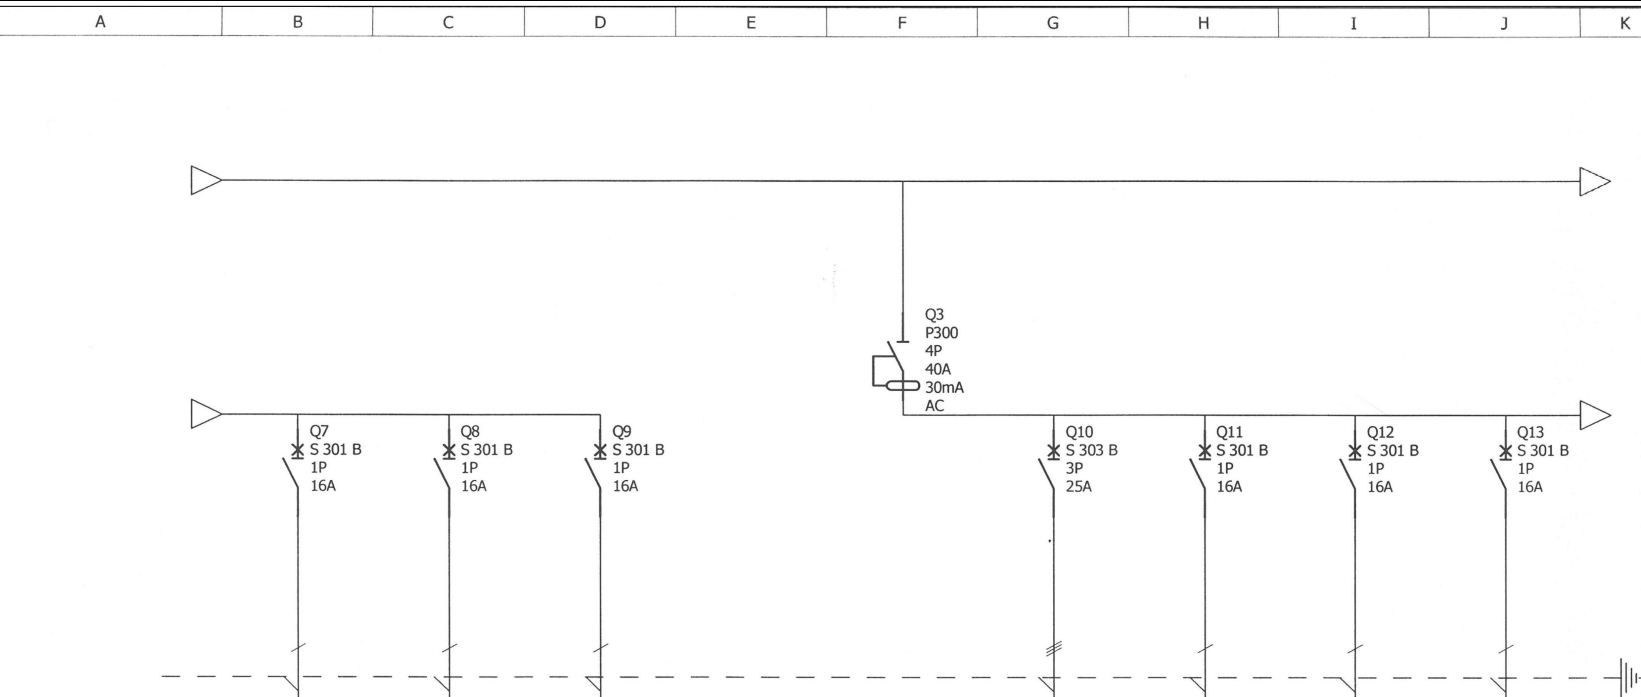 A B C D E F G H I J K
Q3
P300
4P
40A
30mA
AC
Q7
S 301 B
1P
16A
Q8
S 301 B
1P
16A
Q9
S 301 B
1P
16A
Q10
S 303 B
3P
25A
Q11
S 301 B
1P
16A
Q12
S 301 B
1P
16A
Q13
S 301 B
1P
16A